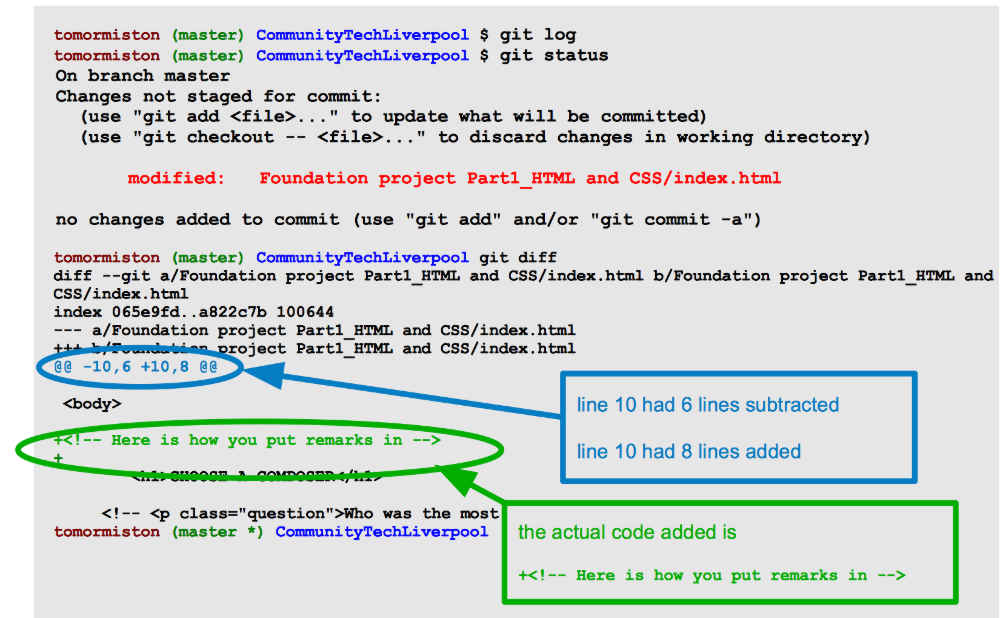 tomormiston (master) CommunityTechLiverpool $ git log
tomormiston (master) CommunityTechLiverpool $ git status
On branch master
Changes not staged for commit:
(use "git add <file>..." to update what will be committed)
(use "git checkout -- <file>..." to discard changes in working directory)
modified: Foundation project Part1_HTML and CSS/index.html
no changes added to commit (use "git add" and/or "git commit -a")
tomormiston (master) CommunityTechLiverpool git diff
diff --git a/Foundation project Part1_HTML and CSS/index.html b/Foundation project Part1_HTML and
CSS/index.html
index 065e9fd..a822c7b 100644
--- a/Foundation project Part1_HTML and CSS/index.html
+++ b/Foundation project Part1_HTML and CSS/index.html
@@ -10,6 +10,8 @@
<body>
+<!-- Here is how you put remarks in -->
+
<h1>CHOOSE A COMPOSER</h1>
<!-- <p class="question">Who was the most
tomormiston (master *) CommunityTechLiverpool
line 10 had 6 lines subtracted
line 10 had 8 lines added
the actual code added is
+<!-- Here is how you put remarks in -->